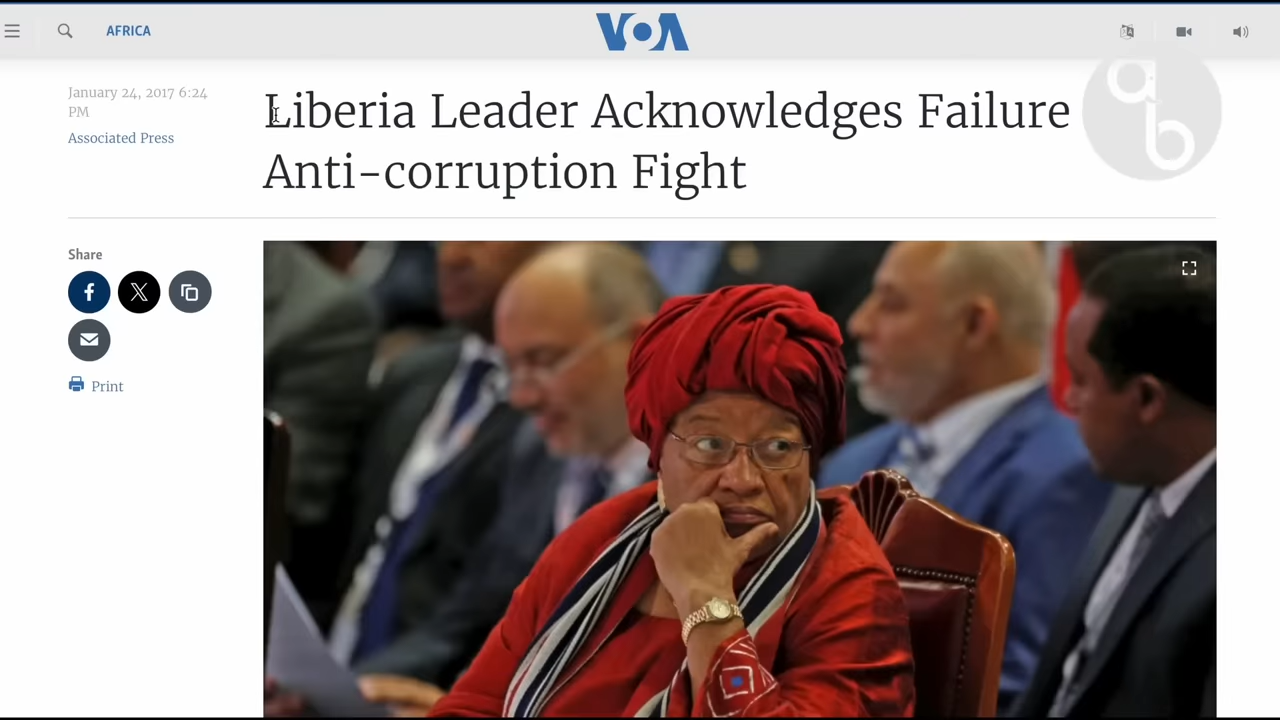 AFRICA
VOA
January 24, 2017 6:24
PM
Associated Press
Liberia Leader Acknowledges Failure
Anti-corruption Fight
ab
Share
Print